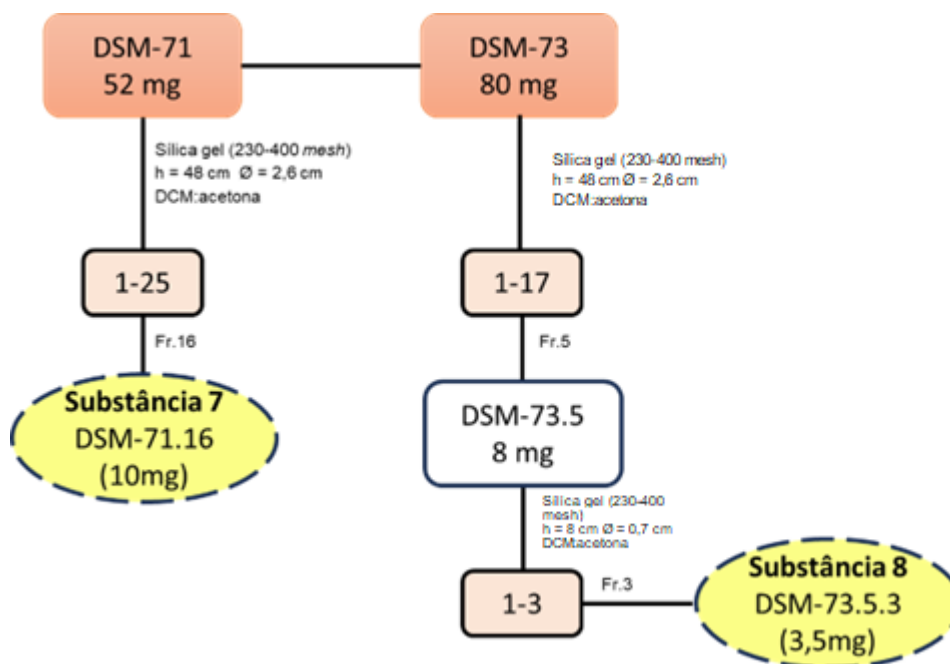 DSM-71
52 mg
DSM-73
80 mg
Silica gel (230-400 mesh)
h = 48 cm Ø = 2,6 cm
DCM:acetona
Silica gel (230-400 mesh)
h = 48 cm Ø = 2,6 cm
DCM:acetona
1-25
1-17
Fr.16
Fr.5
Substância 7
DSM-71.16
(10mg)
DSM-73.5
8 mg
Silica gel (230-400
mesh)
h = 8 cm Ø = 0,7 cm
DCM:acetona
1-3
Fr.3
Substância 8
DSM-73.5.3
(3,5mg)